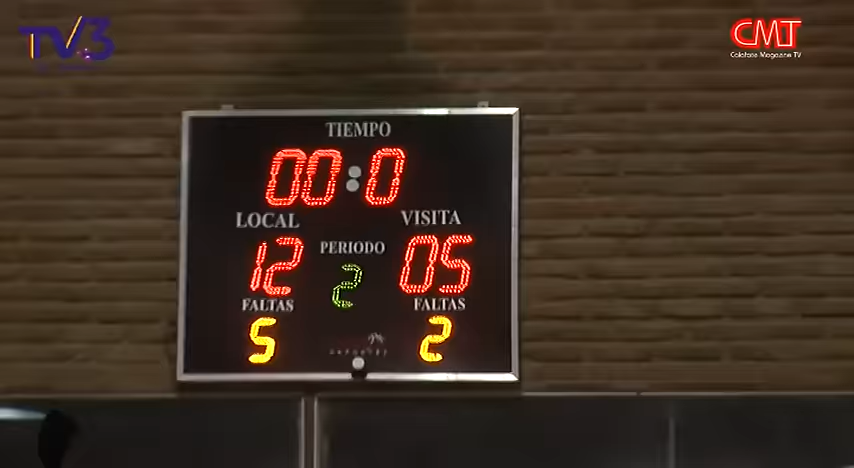 TV3
CMT
Calafate Magazine TV
TIEMPO
00:0
LOCAL VISITA
12 PERIODO 05
2
FALTAS FALTAS
5 2